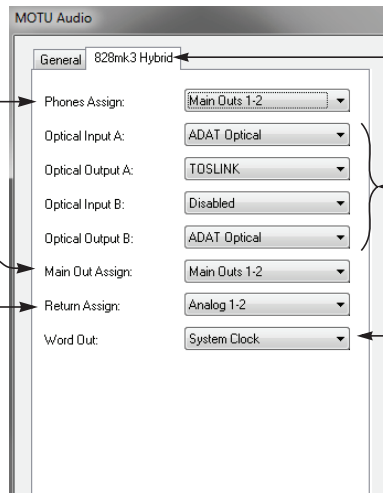 MOTU Audio
General 828mk3 Hybrid
Phones Assign: Main Outs 1-2
Optical Input A: ADAT Optical
Optical Output A: TOSLINK
Optical Input B: Disabled
Optical Output B: ADAT Optical
Main Out Assign: Main Outs 1-2
Return Assign: Analog 1-2
Word Out: System Clock